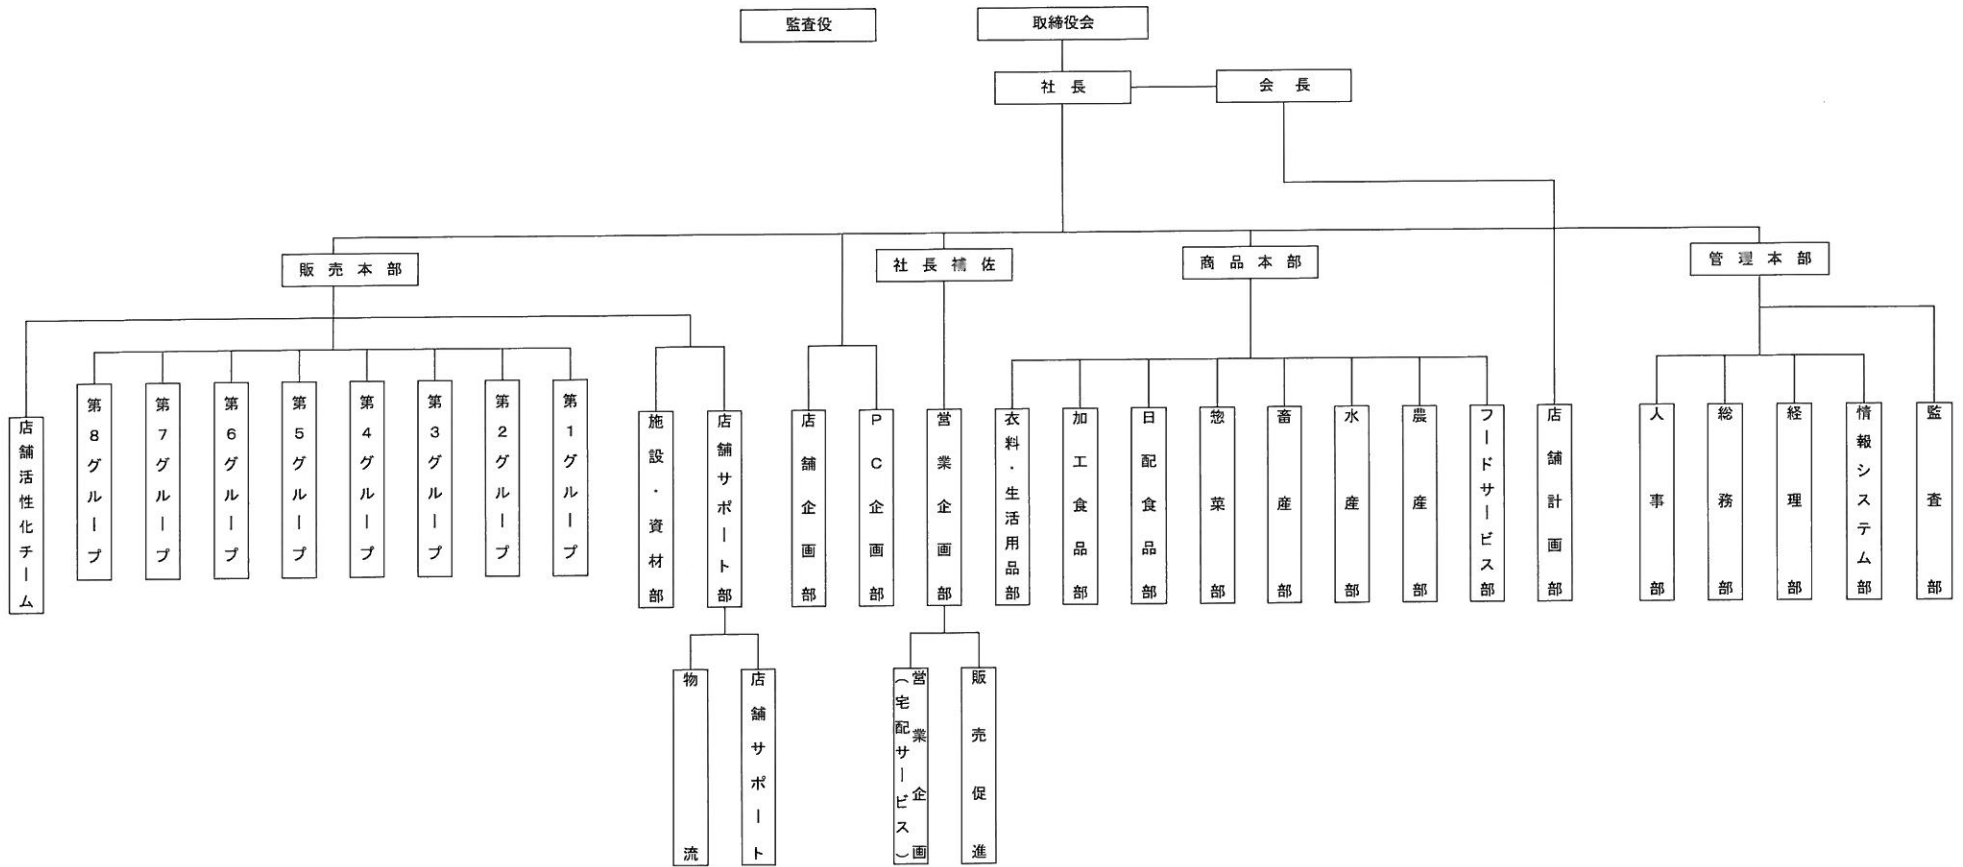 監査役
取締役会
社長
会長
販売本部
社長補佐
商品本部
管理本部
店舗活性化チーム
第8グループ
第7グループ
第6グループ
第5グループ
第4グループ
第3グループ
第2グループ
第1グループ
施設・資材部
店舗サポート部
店舗企画部
PC企画部
営業企画部
衣料・生活用品部
加工食品部
日配食品部
惣菜部
畜産部
水産部
農産部
フードサービス部
店舗計画部
人事部
総務部
経理部
情報システム部
監査部
物流
店舗サポート
営業企画
(宅配サービス)
販売促進